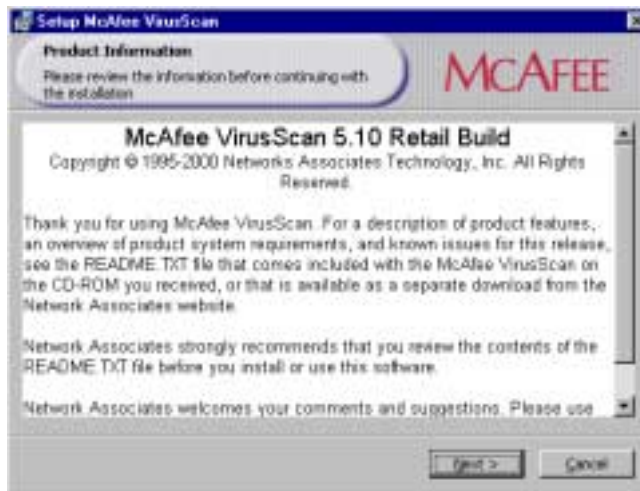 Setup McAfee VirusScan
Product Information
Please review the information before continuing with
the installation
McAFEE
McAfee VirusScan 5.10 Retail Build
Copyright © 1995-2000 Networks Associates Technology, Inc. All Rights
Reserved.
Thank you for using McAfee VirusScan. For a description of product features,
an overview of product system requirements, and known issues for this release,
see the README.TXT file that comes included with the McAfee VirusScan on
the CD-ROM you received, or that is available as a separate download from the
Network Associates website.
Network Associates strongly recommends that you review the contents of the
README.TXT file before you install or use this software.
Network Associates welcomes your comments and suggestions. Please use
Next >
Cancel